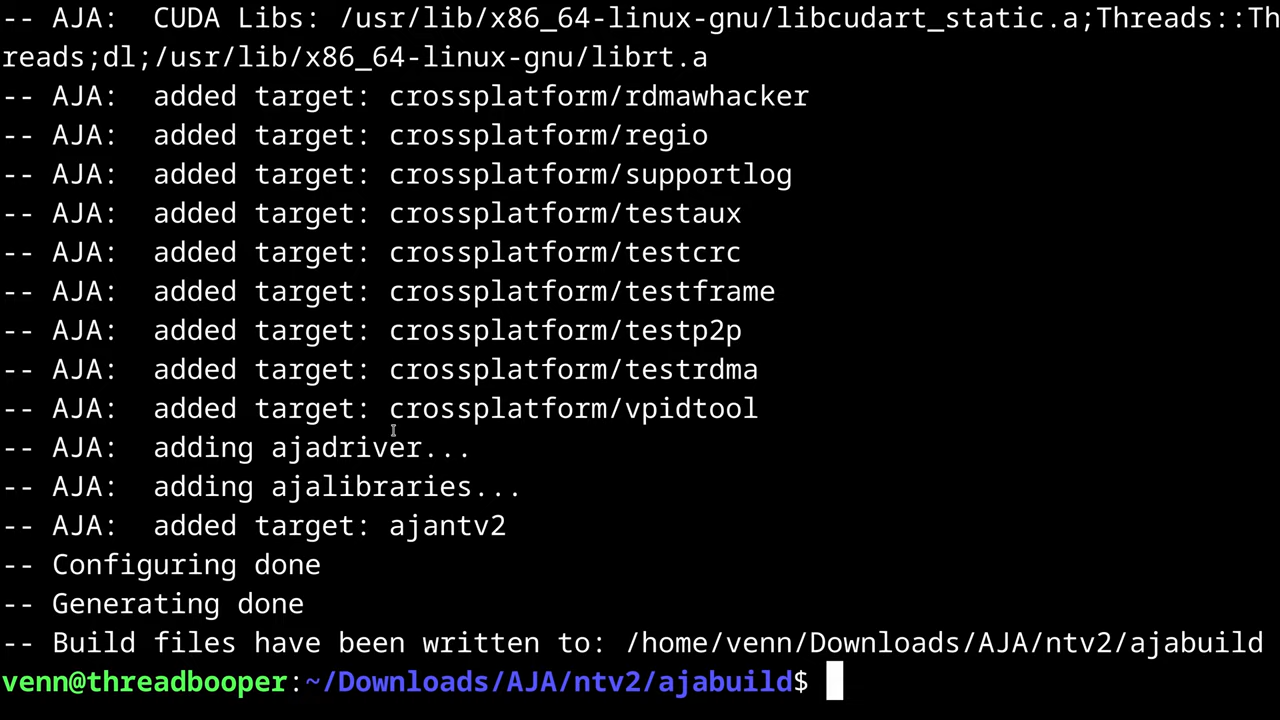 -- AJA:  CUDA Libs: /usr/lib/x86_64-linux-gnu/libcudart_static.a;Threads::Th
reads;dl;/usr/lib/x86_64-linux-gnu/librt.a
-- AJA:  added target: crossplatform/rdmawhacker
-- AJA:  added target: crossplatform/regio
-- AJA:  added target: crossplatform/supportlog
-- AJA:  added target: crossplatform/testaux
-- AJA:  added target: crossplatform/testcrc
-- AJA:  added target: crossplatform/testframe
-- AJA:  added target: crossplatform/testp2p
-- AJA:  added target: crossplatform/testrdma
-- AJA:  added target: crossplatform/vpidtool
-- AJA:  adding ajadriver...
-- AJA:  adding ajalibraries...
-- AJA:  added target: ajantv2
-- Configuring done
-- Generating done
-- Build files have been written to: /home/venn/Downloads/AJA/ntv2/ajabuild
venn@threadbooper:~/Downloads/AJA/ntv2/ajabuild$